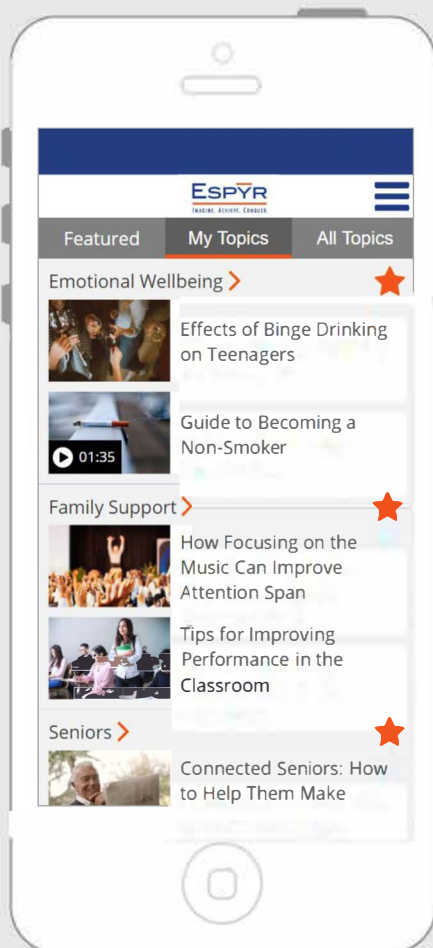 ESPYR
IMAGINE. ACHIEVE. CONQUER.
Featured My Topics All Topics
Emotional Wellbeing
Effects of Binge Drinking
on Teenagers
Guide to Becoming a
Non-Smoker
01:35
Family Support
How Focusing on the
Music Can Improve
Attention Span
Tips for Improving
Performance in the
Classroom
Seniors
Connected Seniors: How
to Help Them Make